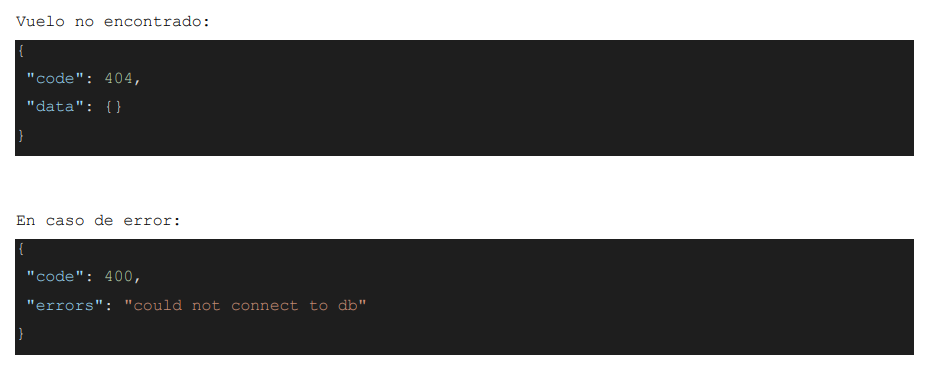 Vuelo no encontrado:
{
"code": 404,
"data": {}
}
En caso de error:
{
"code": 400,
"errors": "could not connect to db"
}